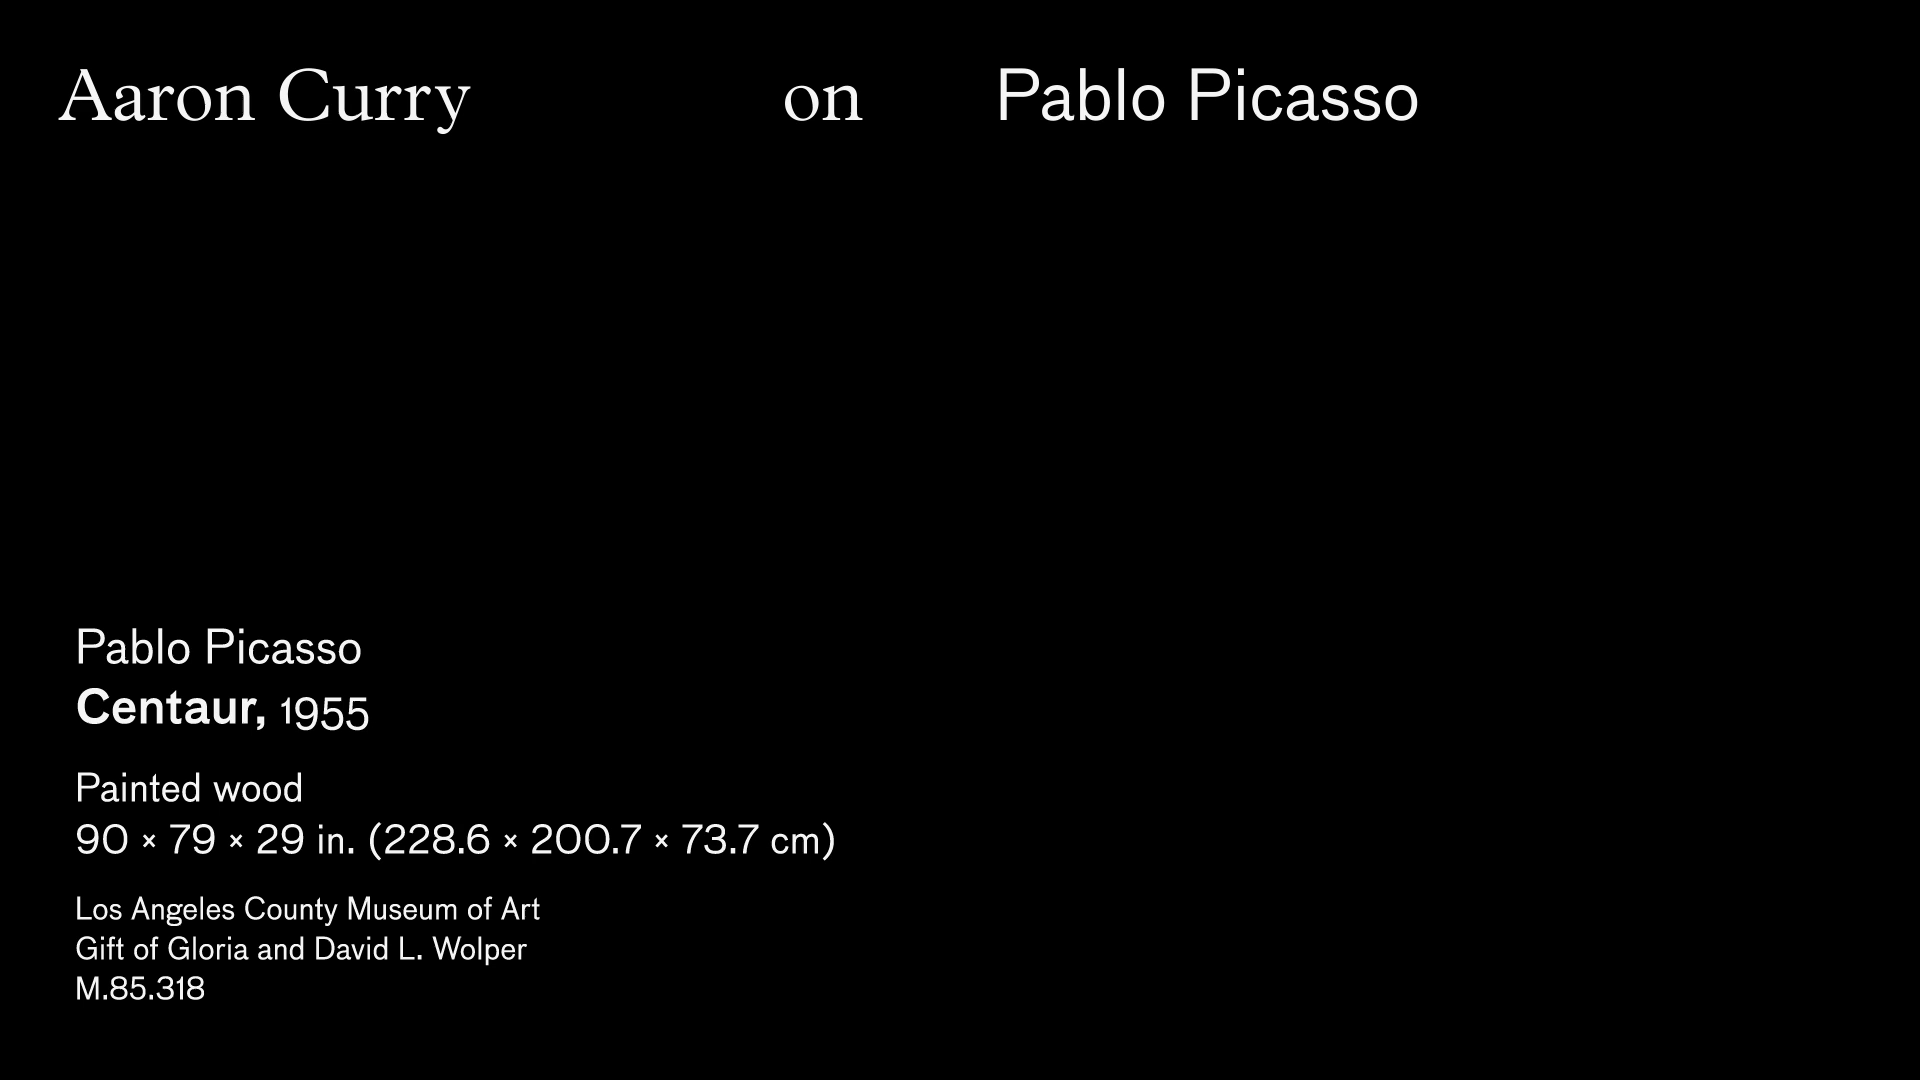 Aaron Curry on Pablo Picasso
Pablo Picasso
Centaur, 1955
Painted wood
90 × 79 × 29 in. (228.6 × 200.7 × 73.7 cm)
Los Angeles County Museum of Art
Gift of Gloria and David L. Wolper
M.85.318